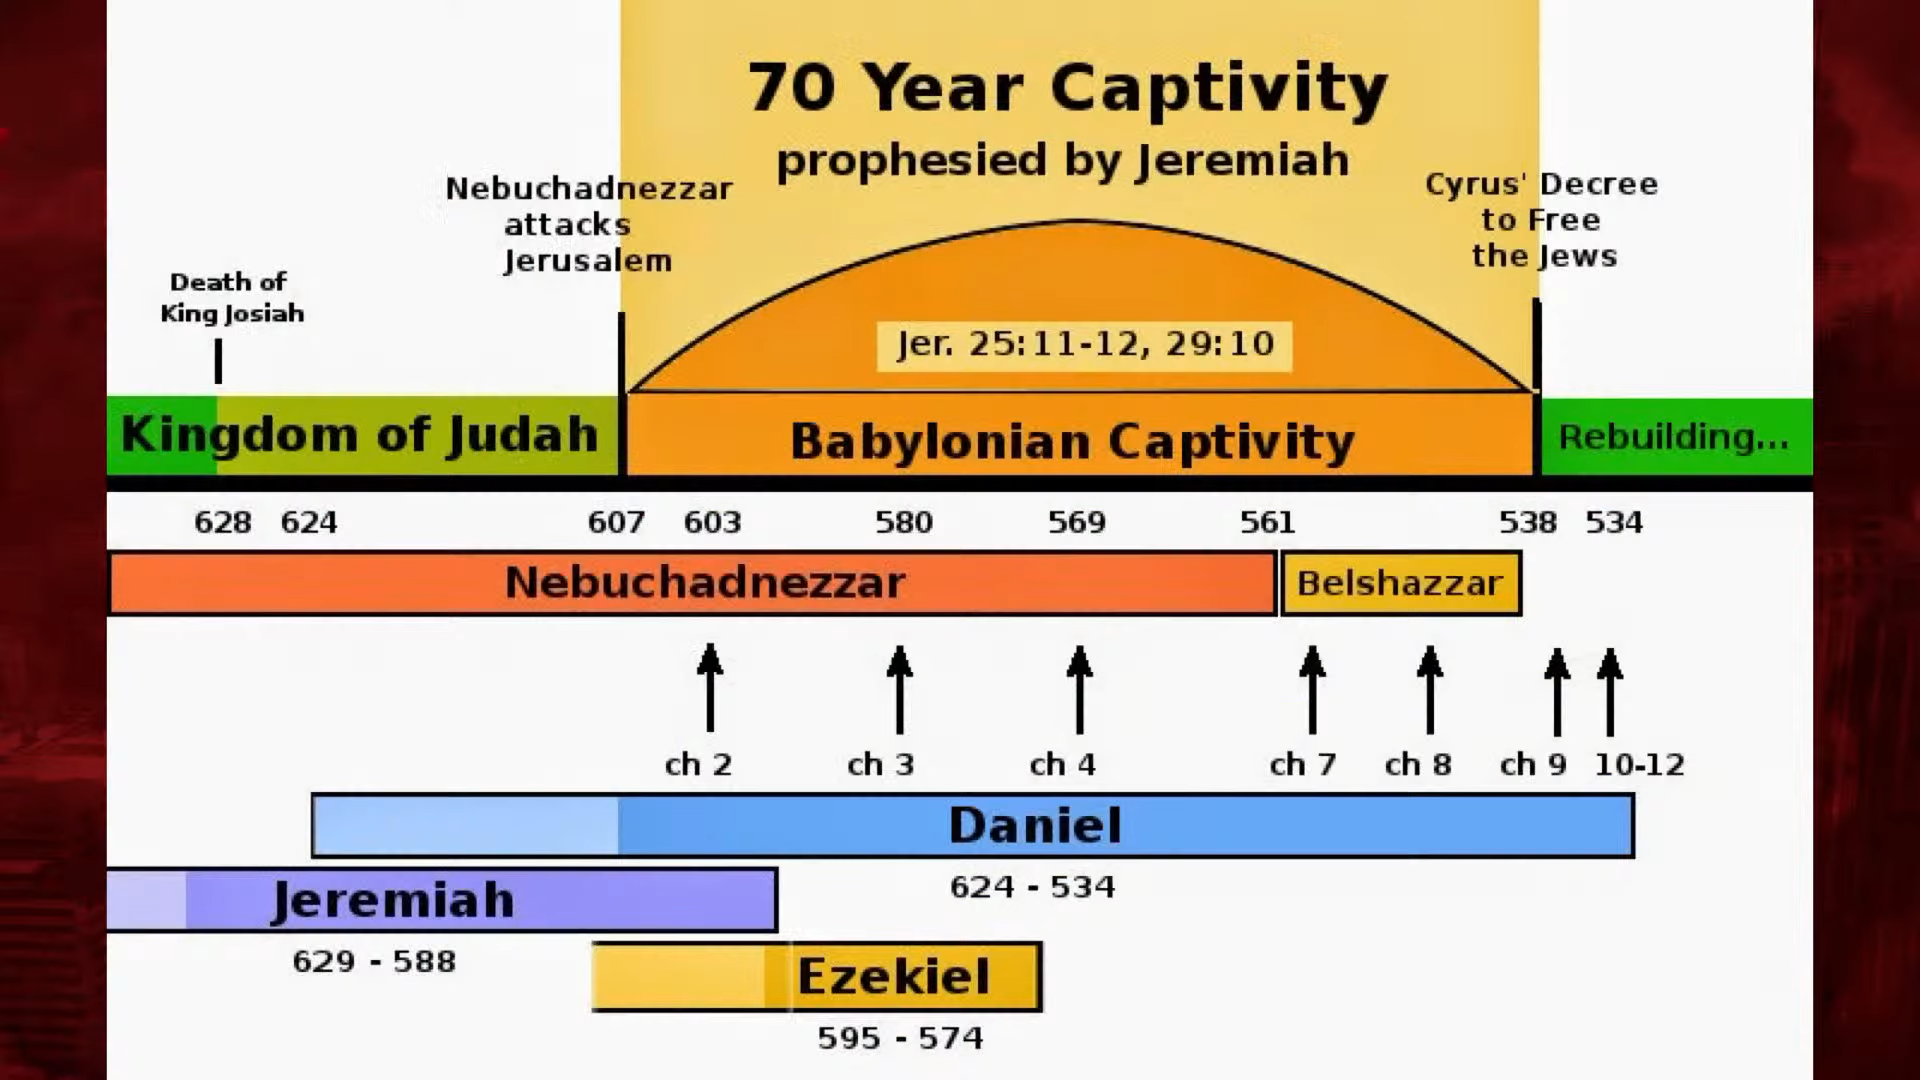 70 Year Captivity
prophesied by Jeremiah
Nebuchadnezzar
attacks
Jerusalem
Cyrus' Decree
to Free
the Jews
Death of
King Josiah
Jer. 25:11-12, 29:10
Kingdom of Judah
Babylonian Captivity
Rebuilding...
628 624 607 603 580 569 561 538 534
Nebuchadnezzar
Belshazzar
ch 2 ch 3 ch 4 ch 7 ch 8 ch 9 10-12
Daniel
624 - 534
Jeremiah
629 - 588
Ezekiel
595 - 574